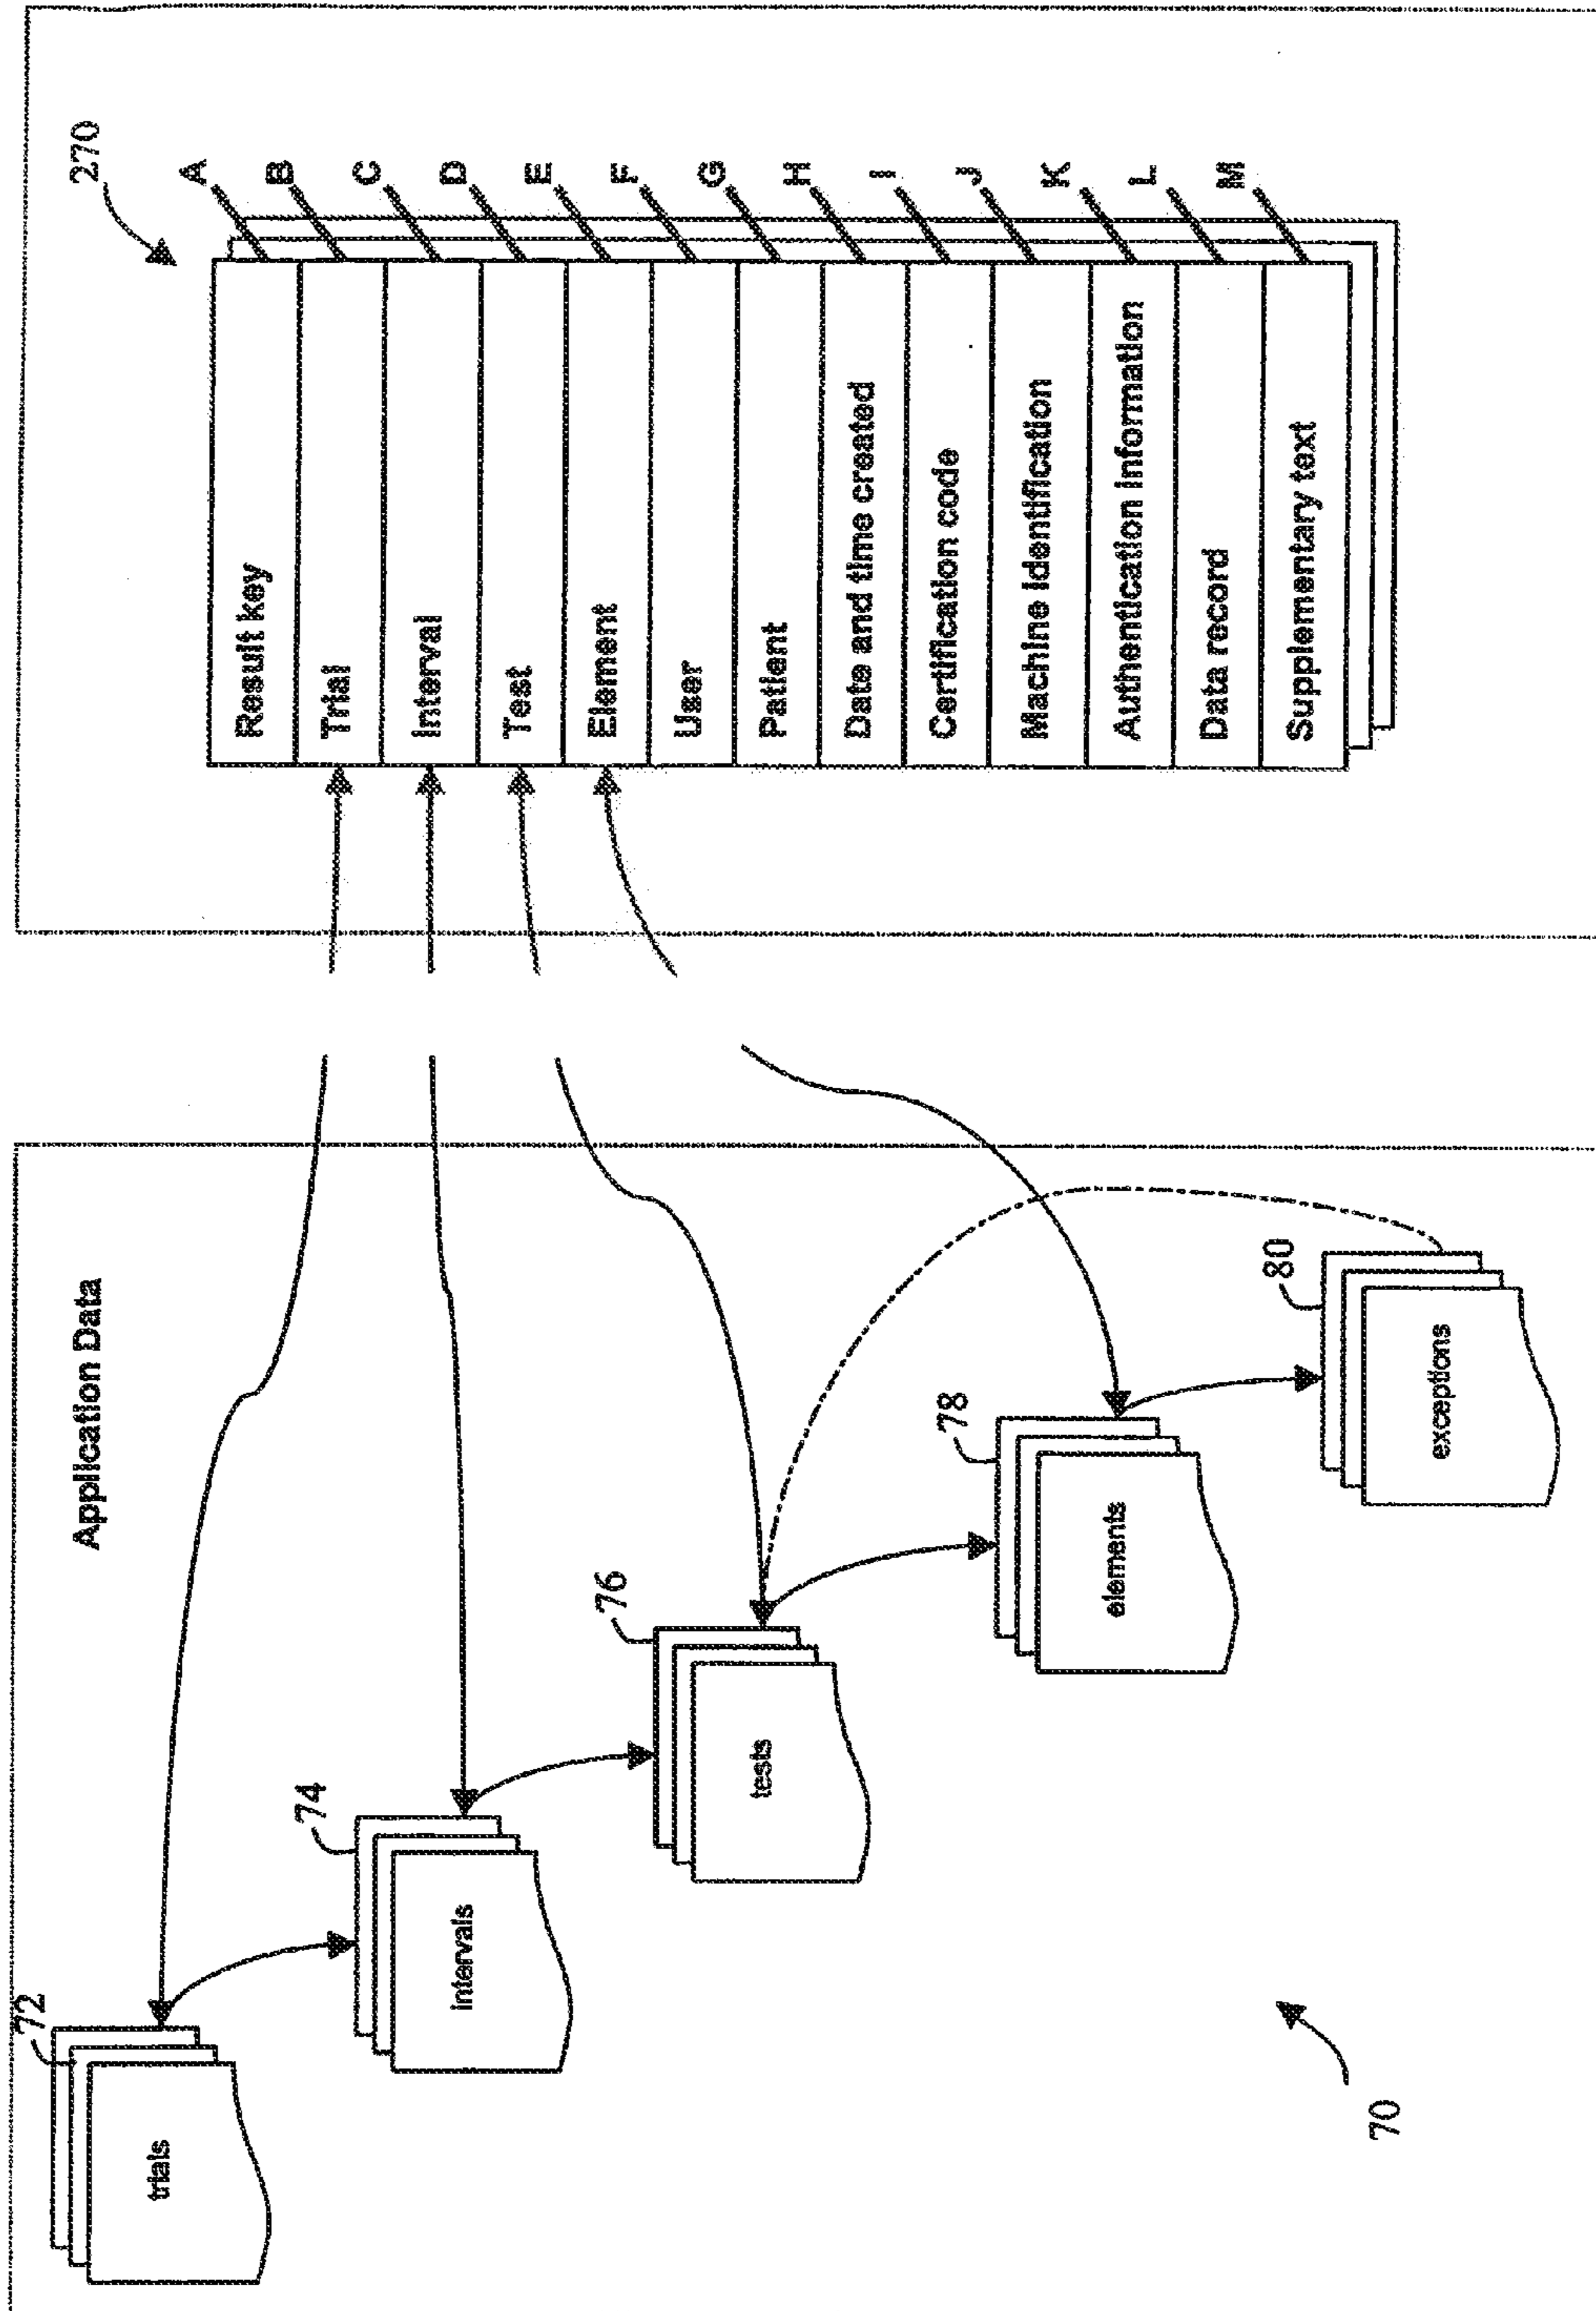 Application Data
72
trials
74
intervals
76
tests
78
elements
80
exceptions
70
270
Result key
A
Trial
B
Interval
C
Test
D
Element
E
User
F
Patient
G
Date and time created
H
Certification code
I
Machine identification
J
Authentication information
K
Data record
L
Supplementary text
M